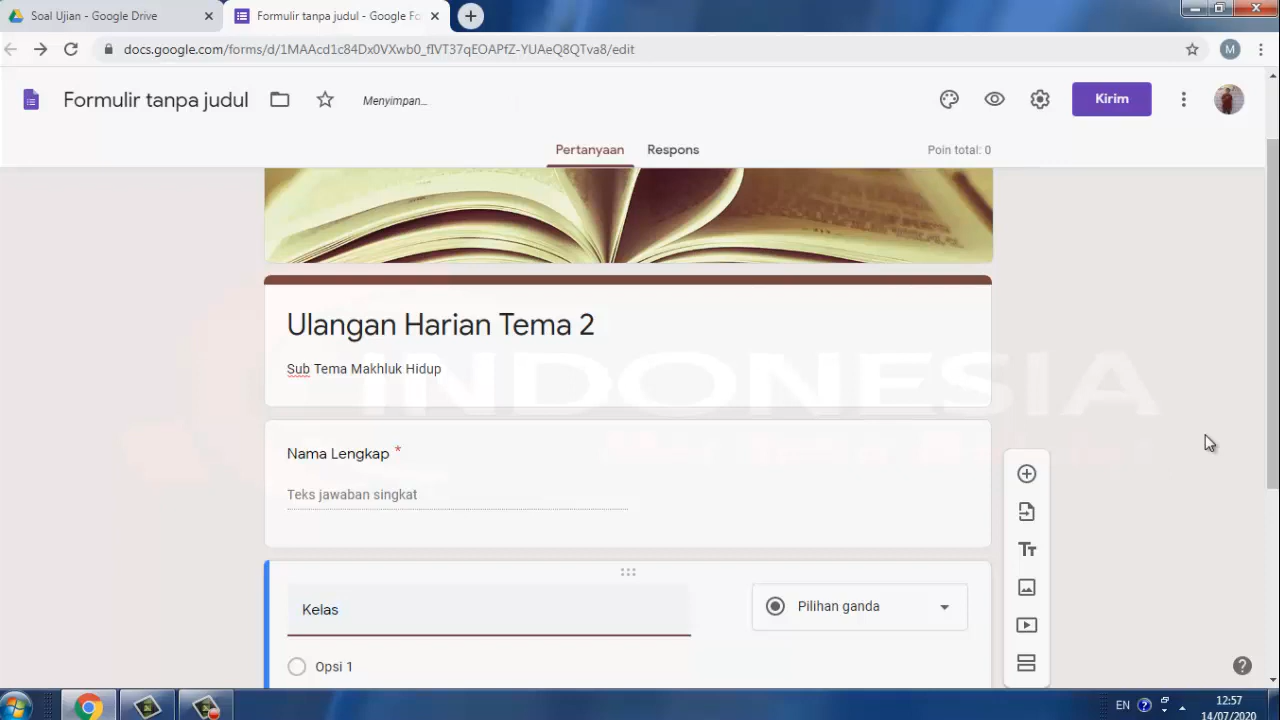 Soal Ujian - Google Drive
Formulir tanpa judul - Google Fo
docs.google.com/forms/d/1MAAcd1c84Dx0VXwb0_fIVT37qEOAPfZ-YUAeQ8QTva8/edit
M
Formulir tanpa judul
Menyimpan...
Kirim
Pertanyaan
Respons
Poin total: 0
Ulangan Harian Tema 2
Sub Tema Makhluk Hidup
INDONESIA
Nama Lengkap *
Teks jawaban singkat
Kelas
Pilihan ganda
Opsi 1
EN
12:57
14/07/2020